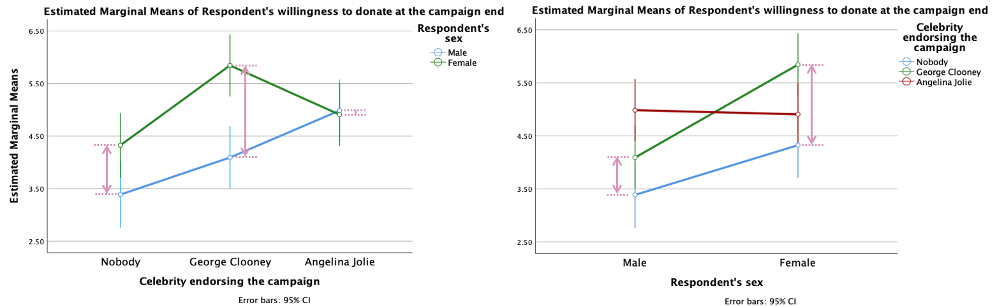 Estimated Marginal Means of Respondent's willingness to donate at the campaign end
Respondent's
sex
Male
Female
Estimated Marginal Means
6.50
5.50
4.50
3.50
2.50
Nobody
George Clooney
Angelina Jolie
Celebrity endorsing the campaign
Error bars: 95% CI
Estimated Marginal Means of Respondent's willingness to donate at the campaign end
Celebrity
endorsing the
campaign
Nobody
George Clooney
Angelina Jolie
6.50
5.50
4.50
3.50
2.50
Male
Female
Respondent's sex
Error bars: 95% CI